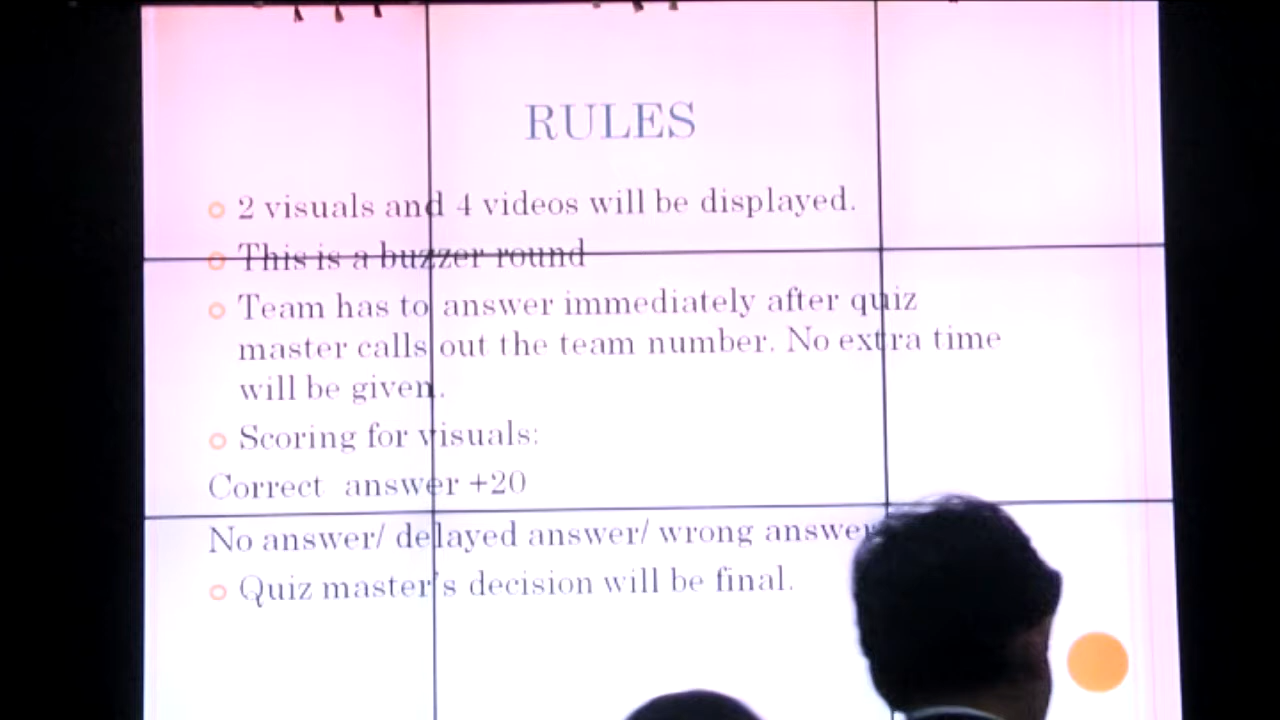 RULES
2 visuals and 4 videos will be displayed.
This is a buzzer round
Team has to answer immediately after quiz
master calls out the team number. No extra time
will be given.
Scoring for visuals:
Correct answer +20
No answer/ delayed answer/ wrong answer
Quiz master's decision will be final.